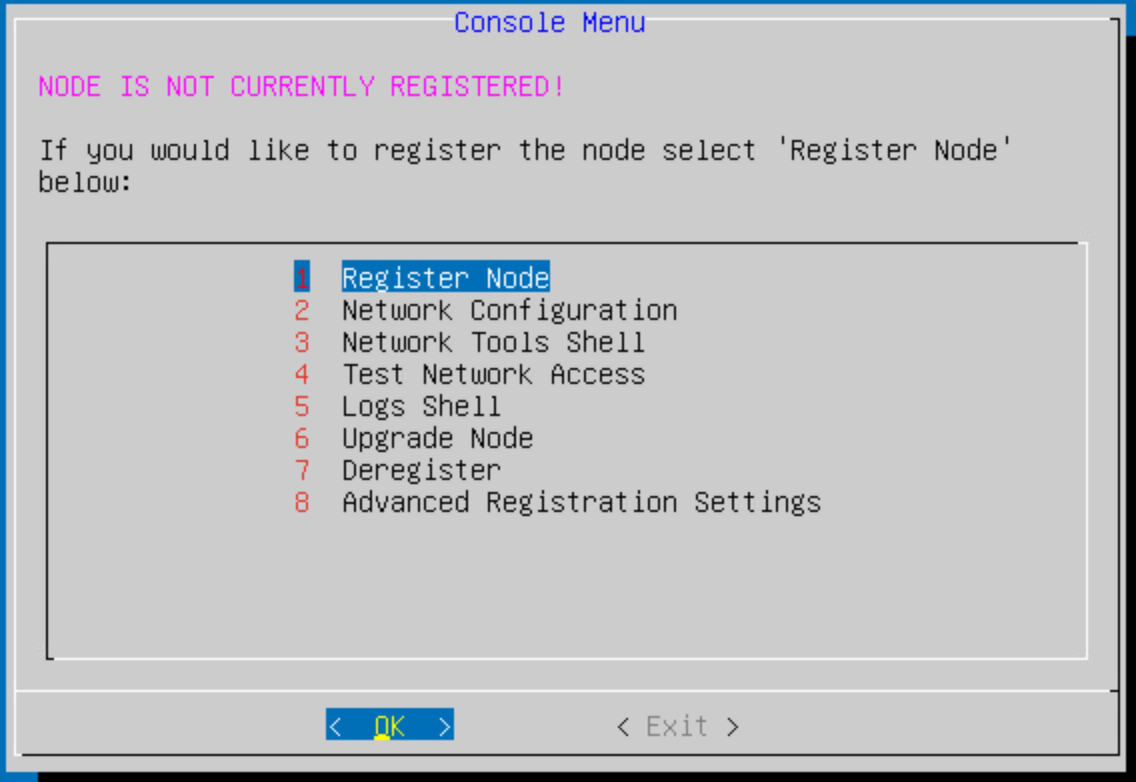 Console Menu
NODE IS NOT CURRENTLY REGISTERED!
If you would like to register the node select 'Register Node'
below:
1 Register Node
2 Network Configuration
3 Network Tools Shell
4 Test Network Access
5 Logs Shell
6 Upgrade Node
7 Deregister
8 Advanced Registration Settings
< OK > < Exit >